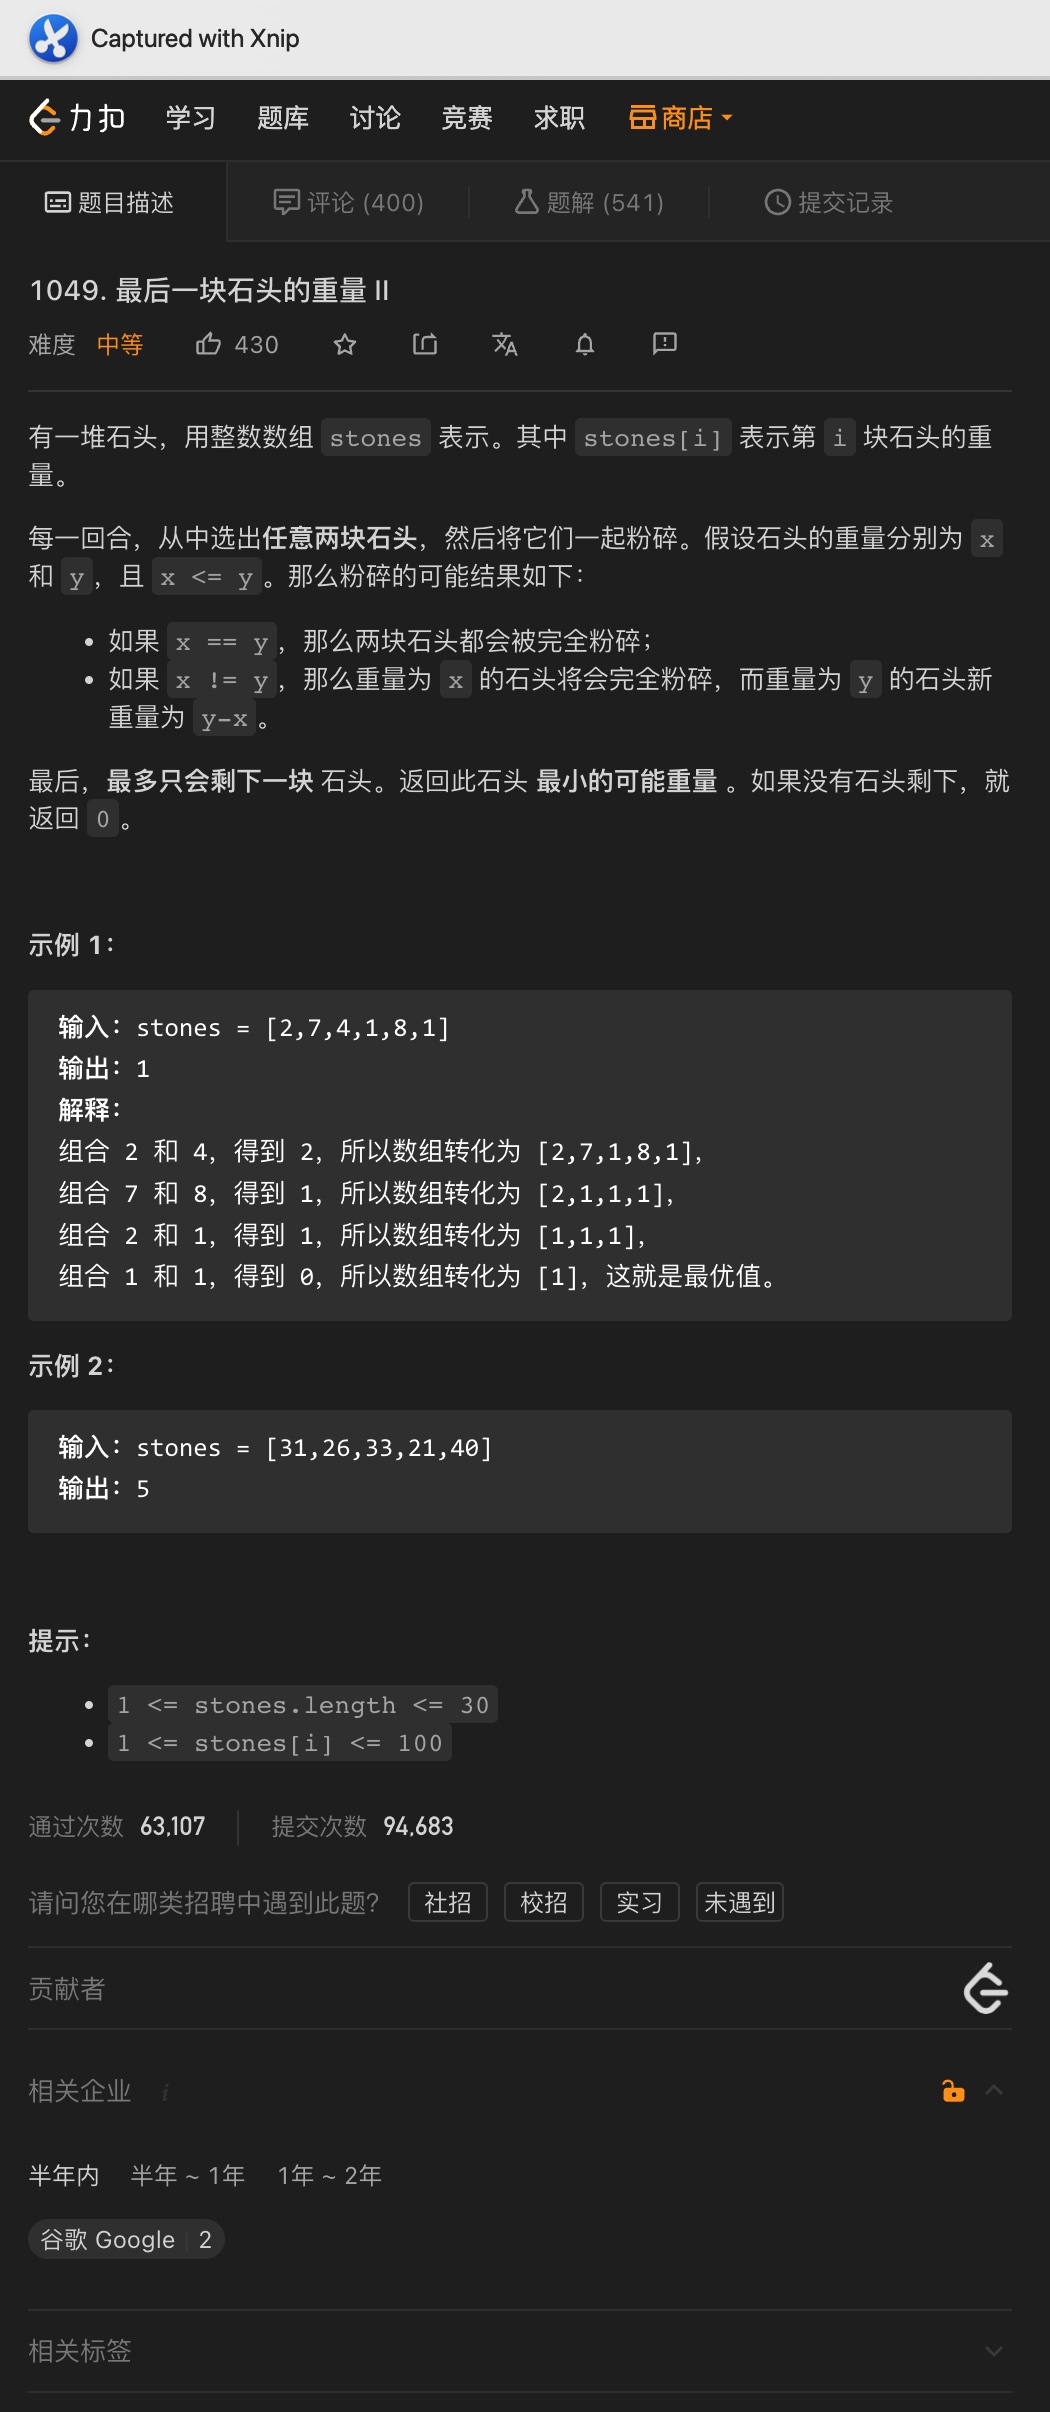 Captured with Xnip
力扣 学习 题库 讨论 竞赛 求职 商店
题目描述 评论 (400) 题解 (541) 提交记录
1049. 最后一块石头的重量 II
难度 中等 430
有一堆石头，用整数数组 stones 表示。其中 stones[i] 表示第 i 块石头的重
量。
每一回合，从中选出任意两块石头，然后将它们一起粉碎。假设石头的重量分别为 x
和 y，且 x <= y。那么粉碎的可能结果如下：
• 如果 x == y，那么两块石头都会被完全粉碎；
• 如果 x != y，那么重量为 x 的石头将会完全粉碎，而重量为 y 的石头新
重量为 y-x。
最后，最多只会剩下一块 石头。返回此石头 最小的可能重量 。如果没有石头剩下，就
返回 0。
示例 1：
输入：stones = [2,7,4,1,8,1]
输出：1
解释：
组合 2 和 4，得到 2，所以数组转化为 [2,7,1,8,1]，
组合 7 和 8，得到 1，所以数组转化为 [2,1,1,1]，
组合 2 和 1，得到 1，所以数组转化为 [1,1,1]，
组合 1 和 1，得到 0，所以数组转化为 [1]，这就是最优值。
示例 2：
输入：stones = [31,26,33,21,40]
输出：5
提示：
• 1 <= stones.length <= 30
• 1 <= stones[i] <= 100
通过次数 63,107 提交次数 94,683
请问您在哪类招聘中遇到此题？ 社招 校招 实习 未遇到
贡献者
相关企业 i
半年内 半年 ~ 1年 1年 ~ 2年
谷歌 Google 2
相关标签